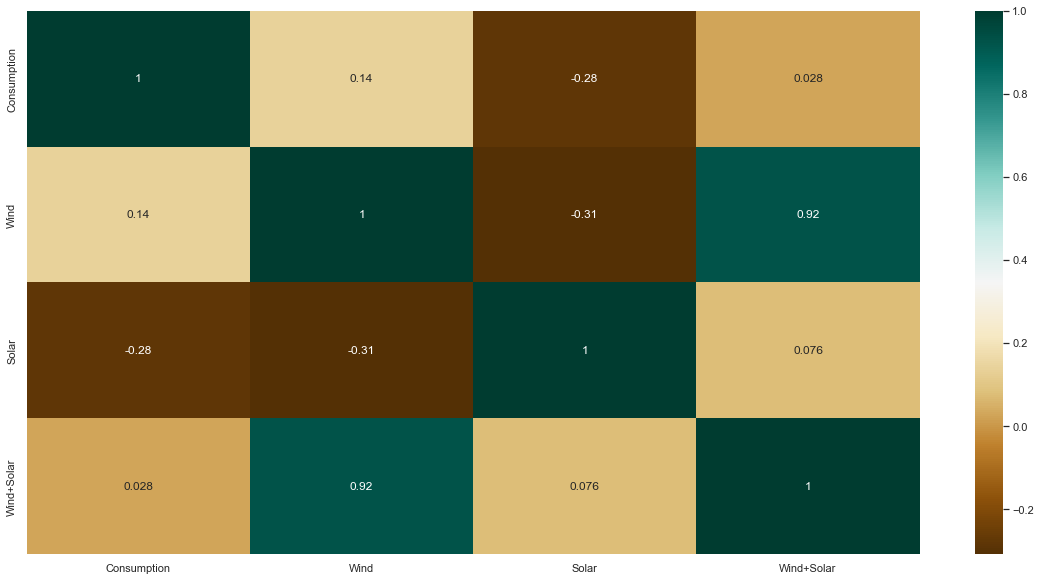 Consumption 1 0.14 -0.28 0.028
Wind 0.14 1 -0.31 0.92
Solar -0.28 -0.31 1 0.076
Wind+Solar 0.028 0.92 0.076 1
Consumption Wind Solar Wind+Solar
1.0
0.8
0.6
0.4
0.2
0.0
−0.2